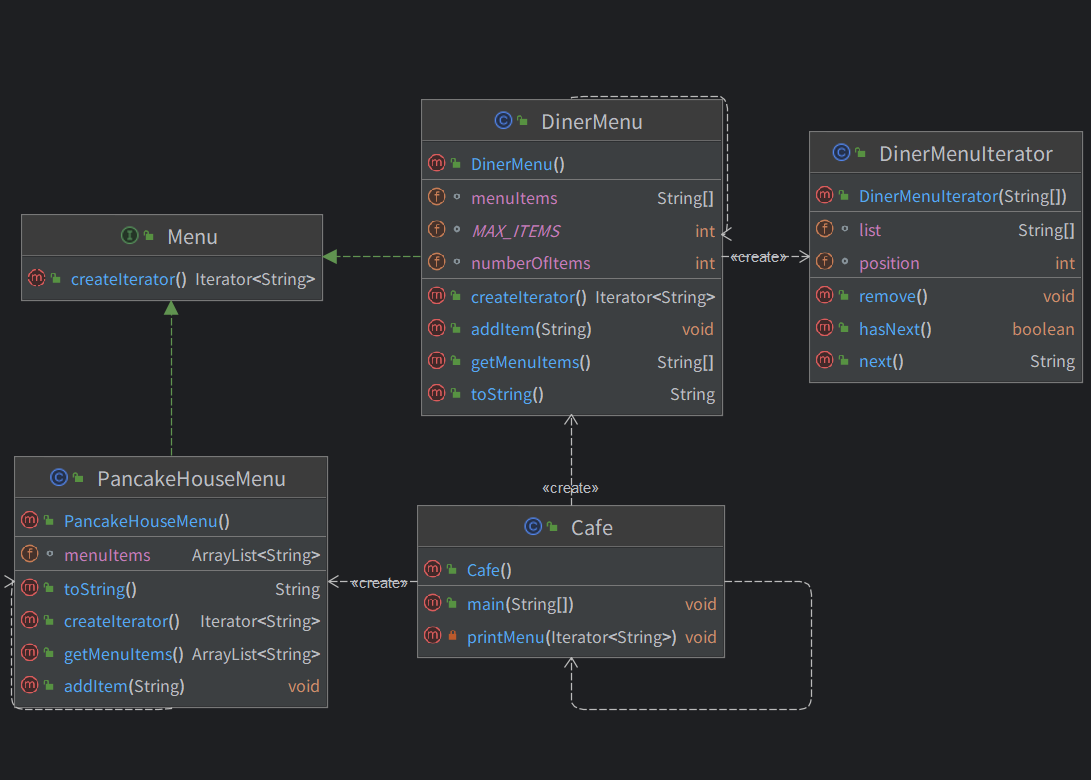 DinerMenu
DinerMenu()
menuItems String[]
MAX_ITEMS int
numberOfItems int
createIterator() Iterator<String>
addItem(String) void
getMenuItems() String[]
toString() String
DinerMenuIterator
DinerMenuIterator(String[])
list String[]
position int
remove() void
hasNext() boolean
next() String
«create»
Menu
createIterator() Iterator<String>
PancakeHouseMenu
PancakeHouseMenu()
menuItems ArrayList<String>
toString() String
createIterator() Iterator<String>
getMenuItems() ArrayList<String>
addItem(String) void
«create»
«create»
Cafe
Cafe()
main(String[]) void
printMenu(Iterator<String>) void